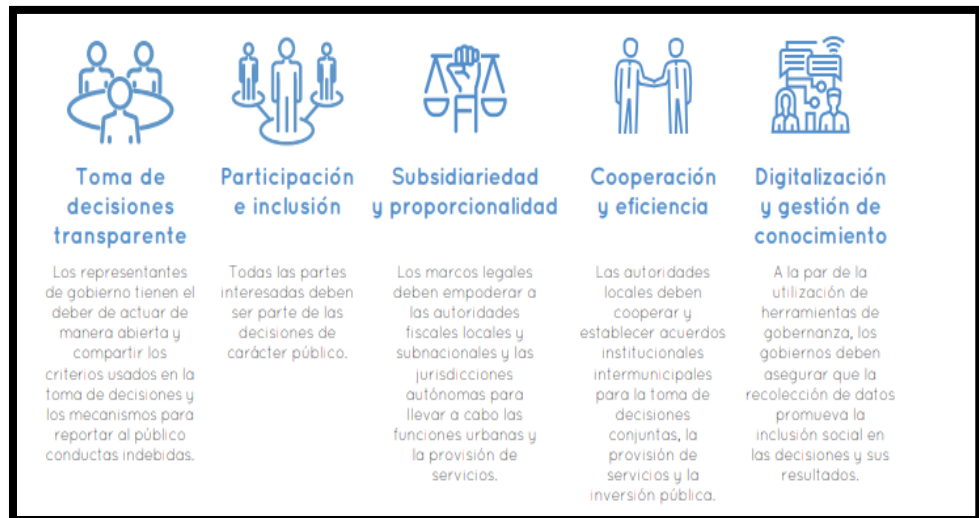 Toma de
decisiones
transparente
Los representantes
de gobierno tienen el
deber de actuar de
manera abierta y
compartir los
criterios usados en la
toma de decisiones y
los mecanismos para
reportar al público
conductas indebidas.
Participación
e inclusión
Todas las partes
interesadas deben
ser parte de las
decisiones de
carácter público.
Subsidiariedad
y proporcionalidad
Los marcos legales
deben empoderar a
las autoridades
fiscales locales y
subnacionales y las
jurisdicciones
autónomas para
llevar a cabo las
funciones urbanas y
la provisión de
servicios.
Cooperación
y eficiencia
Las autoridades
locales deben
cooperar y
establecer acuerdos
institucionales
intermunicipales
para la toma de
decisiones
conjuntas, la
provisión de
servicios y la
inversión pública.
Digitalización
y gestión de
conocimiento
A la par de la
utilización de
herramientas de
gobernanza, los
gobiernos deben
asegurar que la
recolección de datos
promueva la
inclusión social en
las decisiones y sus
resultados.